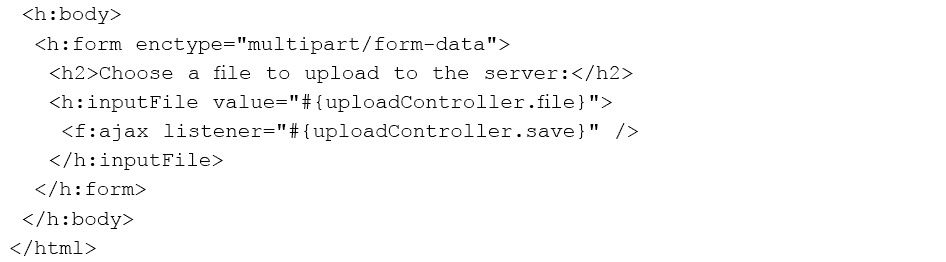 <h:body>
<h:form enctype="multipart/form-data">
<h2>Choose a file to upload to the server:</h2>
<h:inputFile value="#{uploadController.file}">
<f:ajax listener="#{uploadController.save}" />
</h:inputFile>
</h:form>
</h:body>
</html>